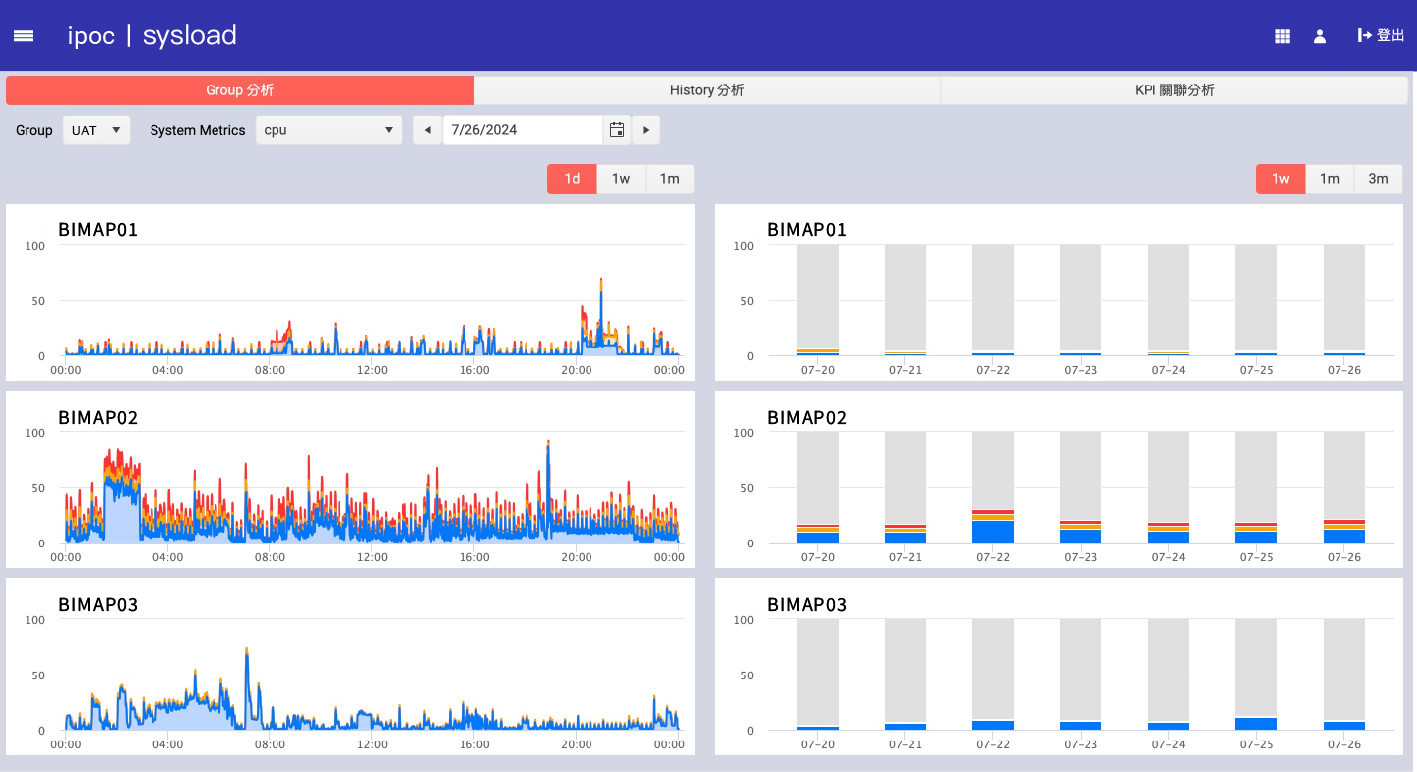 ipoc | sysload
登出
Group 分析
History 分析
KPI 關聯分析
Group
UAT
System Metrics
cpu
7/26/2024
1d
1w
1m
1w
1m
3m
BIMAP01
100
50
0
00:00 04:00 08:00 12:00 16:00 20:00 00:00
BIMAP01
100
50
0
07-20 07-21 07-22 07-23 07-24 07-25 07-26
BIMAP02
100
50
0
00:00 04:00 08:00 12:00 16:00 20:00 00:00
BIMAP02
100
50
0
07-20 07-21 07-22 07-23 07-24 07-25 07-26
BIMAP03
100
50
0
00:00 04:00 08:00 12:00 16:00 20:00 00:00
BIMAP03
100
50
0
07-20 07-21 07-22 07-23 07-24 07-25 07-26